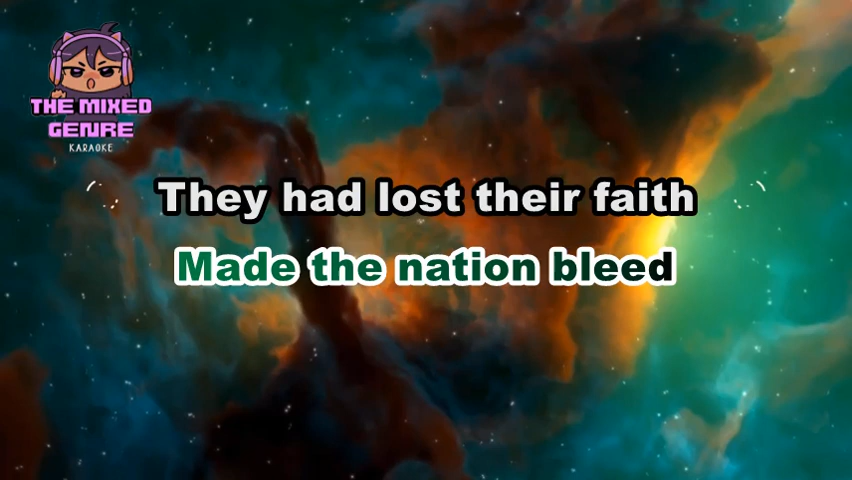 THE MIXED
GENRE
KARAOKE
They had lost their faith
Made the nation bleed